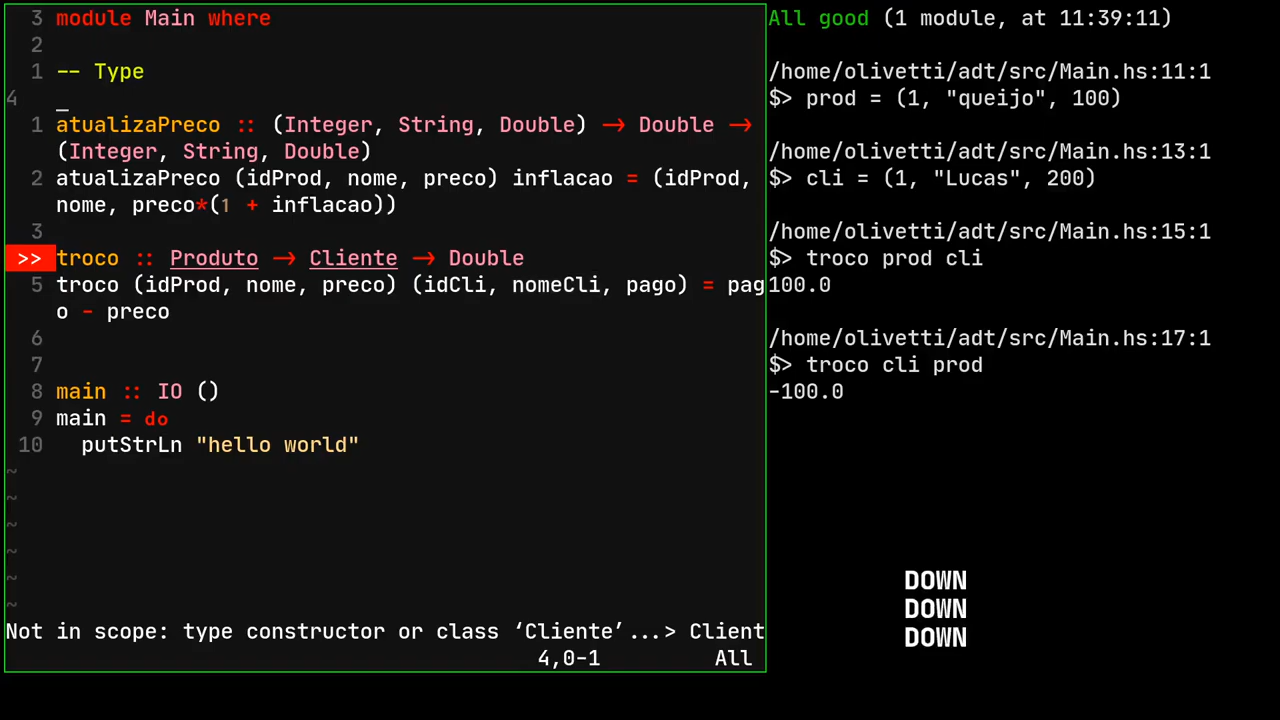 3 module Main where
2
1 -- Type
4 _
1 atualizaPreco :: (Integer, String, Double) → Double →
(Integer, String, Double)
2 atualizaPreco (idProd, nome, preco) inflacao = (idProd,
nome, preco*(1 + inflacao))
3
>> troco :: Produto → Cliente → Double
5 troco (idProd, nome, preco) (idCli, nomeCli, pago) = pag
o - preco
6
7
8 main :: IO ()
9 main = do
10 putStrLn "hello world"
~
~
~
~
~
~
Not in scope: type constructor or class ‘Cliente’...> Client
4,0-1 All
All good (1 module, at 11:39:11)
/home/olivetti/adt/src/Main.hs:11:1
$> prod = (1, "queijo", 100)
/home/olivetti/adt/src/Main.hs:13:1
$> cli = (1, "Lucas", 200)
/home/olivetti/adt/src/Main.hs:15:1
$> troco prod cli
100.0
/home/olivetti/adt/src/Main.hs:17:1
$> troco cli prod
-100.0
DOWN
DOWN
DOWN